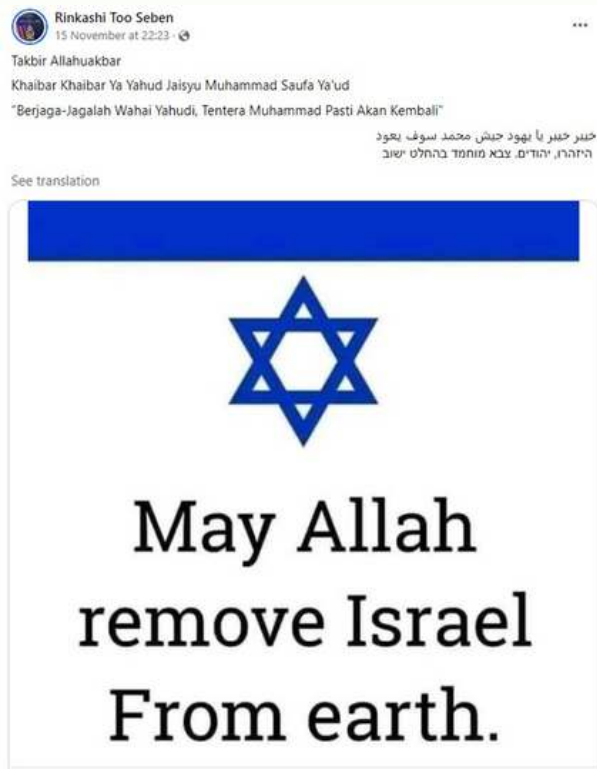 Rinkashi Too Seben
15 November at 22:23 ·
Takbir Allahuakbar
Khaibar Khaibar Ya Yahud Jaisyu Muhammad Saufa Ya'ud
"Berjaga-Jagalah Wahai Yahudi, Tentera Muhammad Pasti Akan Kembali"
خيبر خيبر يا يهود جيش محمد سوف يعود
היזהרו, יהודים. צבא מוחמד בהחלט ישוב
See translation
May Allah
remove Israel
From earth.